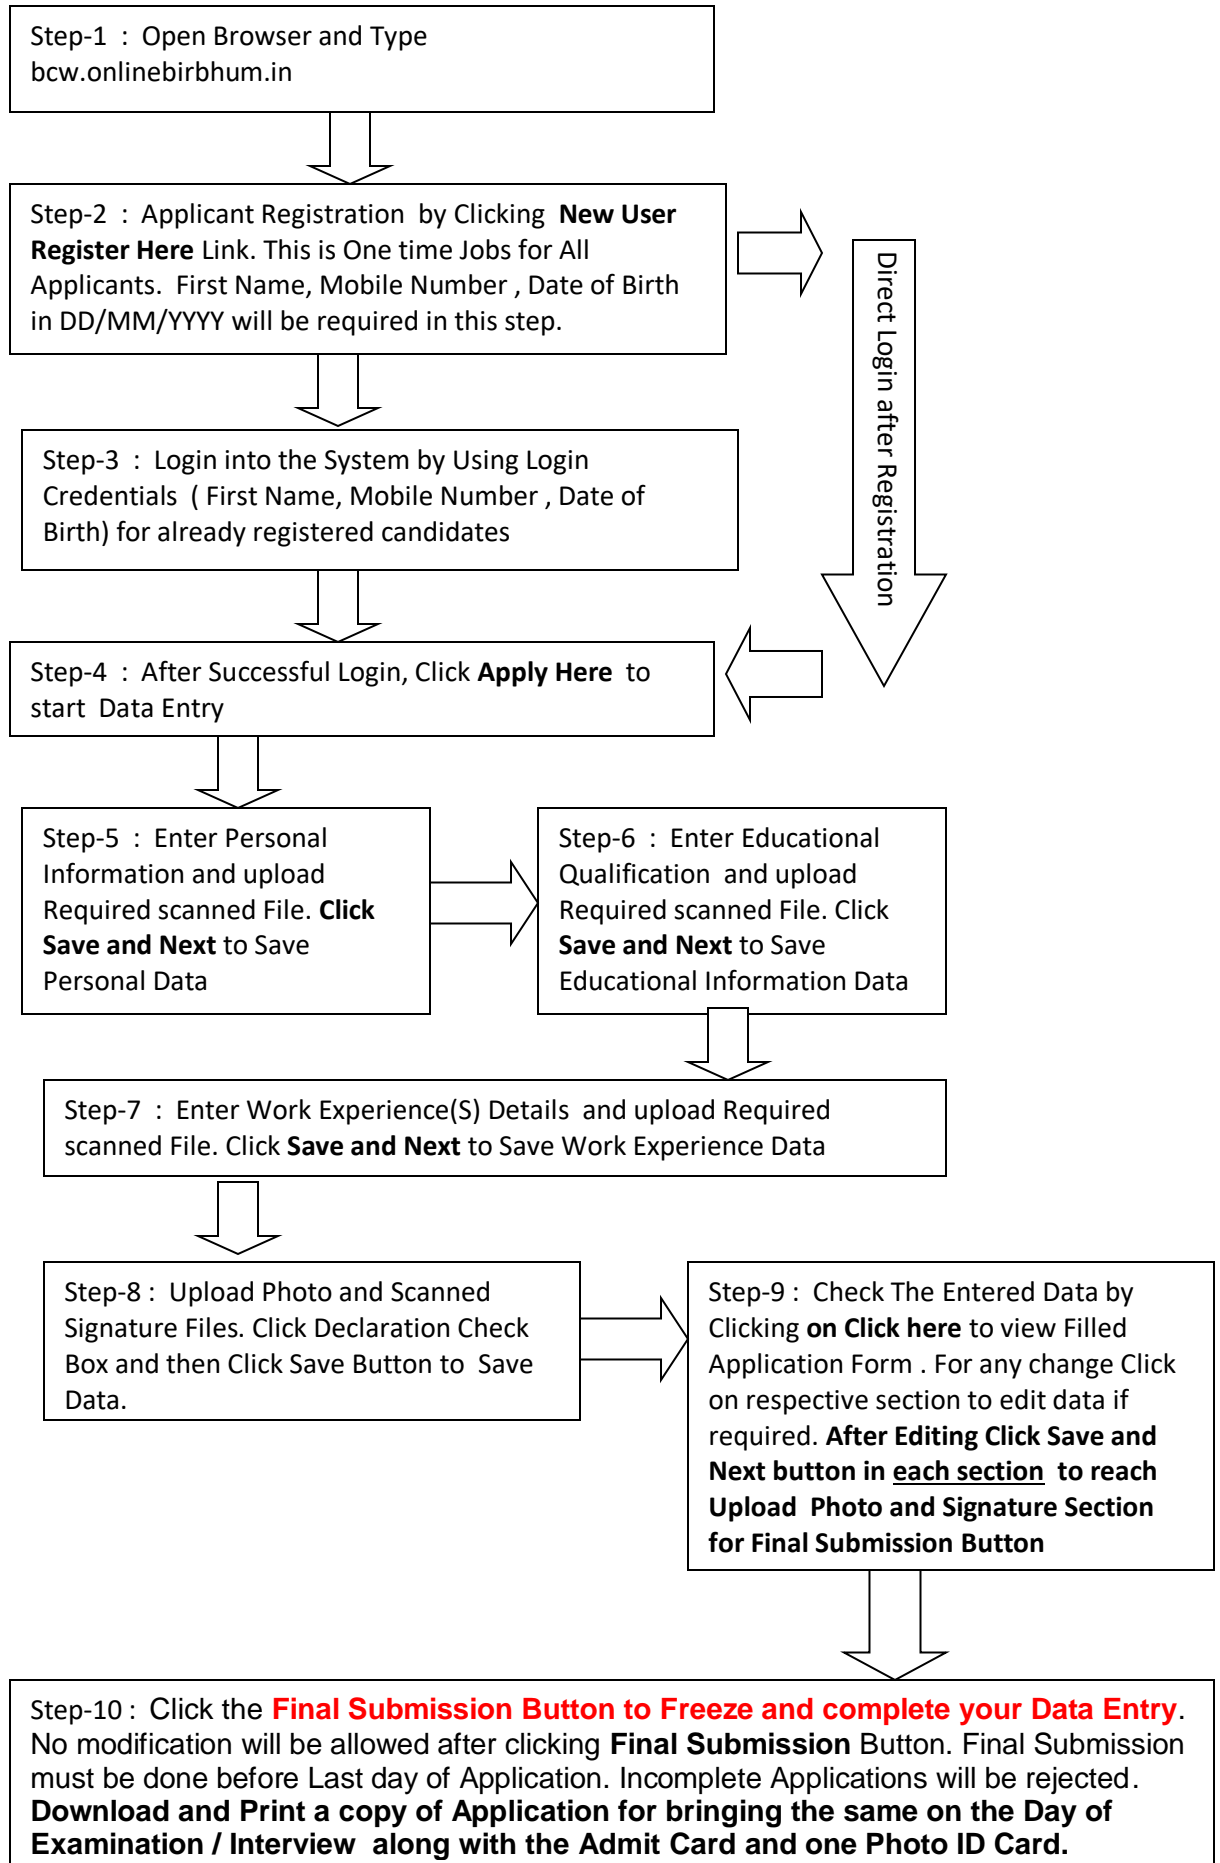 Step-1 : Open Browser and Type
bcw.onlinebirbhum.in
Step-2 : Applicant Registration by Clicking New User
Register Here Link. This is One time Jobs for All
Applicants. First Name, Mobile Number , Date of Birth
in DD/MM/YYYY will be required in this step.
Direct Login after Registration
Step-3 : Login into the System by Using Login
Credentials ( First Name, Mobile Number , Date of
Birth) for already registered candidates
Step-4 : After Successful Login, Click Apply Here to
start Data Entry
Step-5 : Enter Personal
Information and upload
Required scanned File. Click
Save and Next to Save
Personal Data
Step-6 : Enter Educational
Qualification and upload
Required scanned File. Click
Save and Next to Save
Educational Information Data
Step-7 : Enter Work Experience(S) Details and upload Required
scanned File. Click Save and Next to Save Work Experience Data
Step-8 : Upload Photo and Scanned
Signature Files. Click Declaration Check
Box and then Click Save Button to Save
Data.
Step-9 : Check The Entered Data by
Clicking on Click here to view Filled
Application Form . For any change Click
on respective section to edit data if
required. After Editing Click Save and
Next button in each section to reach
Upload Photo and Signature Section
for Final Submission Button
Step-10 : Click the Final Submission Button to Freeze and complete your Data Entry.
No modification will be allowed after clicking Final Submission Button. Final Submission
must be done before Last day of Application. Incomplete Applications will be rejected.
Download and Print a copy of Application for bringing the same on the Day of
Examination / Interview along with the Admit Card and one Photo ID Card.